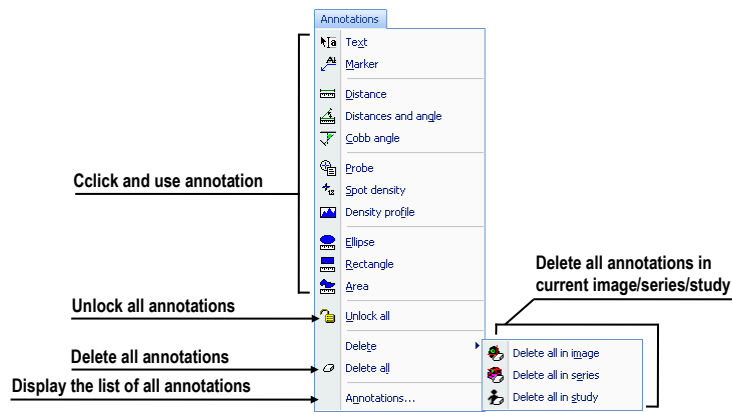 Annotations
Text
Marker
Distance
Distances and angle
Cobb angle
Probe
Cclick and use annotation
Spot density
Density profile
Ellipse
Rectangle
Area
Delete all annotations in
current image/series/study
Unlock all annotations
Unlock all
Delete
Delete all in image
Delete all annotations
Delete all
Delete all in series
Display the list of all annotations
Annotations...
Delete all in study